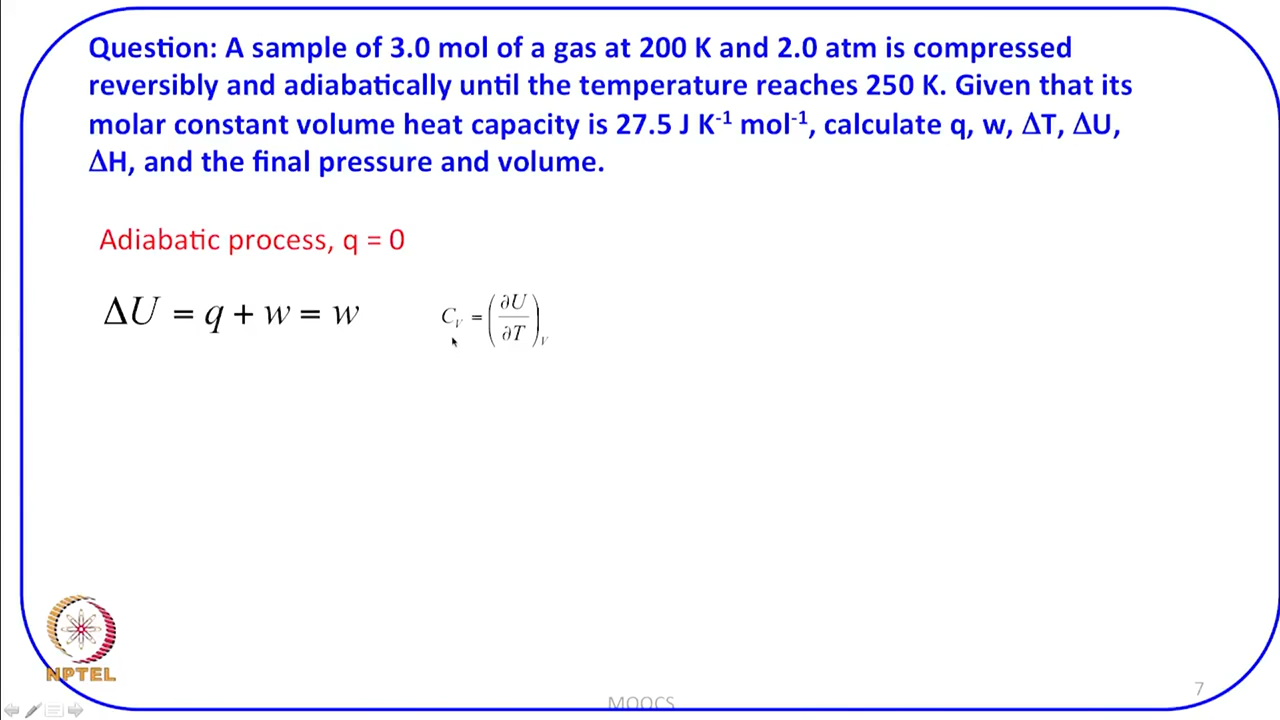 Question: A sample of 3.0 mol of a gas at 200 K and 2.0 atm is compressed
reversibly and adiabatically until the temperature reaches 250 K. Given that its
molar constant volume heat capacity is 27.5 J K⁻¹ mol⁻¹, calculate q, w, ΔT, ΔU,
ΔH, and the final pressure and volume.
Adiabatic process, q = 0
ΔU = q + w = w
C_V = (∂U/∂T)_V
NPTEL
MOOCS
7